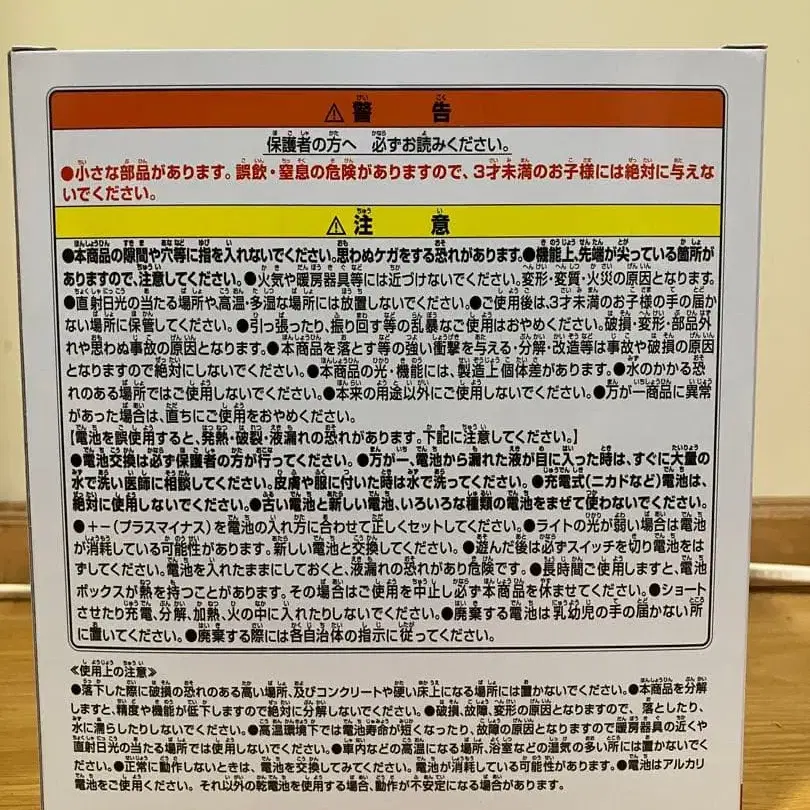 ⚠警告
保護者の方へ 必ずお読みください。
●小さな部品があります。誤飲・窒息の危険がありますので、3才未満のお子様には絶対に与えな
いでください。
⚠注意
●本商品の隙間や穴等に指を入れないでください。思わぬケガをする恐れがあります。●機能上、先端が尖っている箇所が
ありますので、注意してください。●火気や暖房器具等には近づけないでください。変形・変質・火災の原因となります。
●直射日光の当たる場所や、高温・多湿な場所には放置しないでください。●ご使用後は、3才未満のお子様の手の届か
ない場所に保管してください。●引っ張ったり、振り回す等の乱暴なご使用はおやめください。破損・変形・部品外
れや思わぬ事故の原因となります。●本商品を落とす等の強い衝撃を与える・分解・改造等は事故や破損の原因
となりますので絶対にしないでください。●本商品の光・機能には、製造上個体差があります。●水のかかる恐
れのある場所ではご使用しないでください。●本来の用途以外にご使用しないでください。●万が一商品に異常
があった場合は、直ちにご使用をおやめください。
【電池を誤使用すると、発熱・破裂・液漏れの恐れがあります。下記に注意してください。】
●電池交換は必ず保護者の方が行ってください。●万が一、電池から漏れた液が目に入った時は、すぐに大量の
水で洗い医師に相談してください。皮膚や服に付いた時は水で洗ってください。●充電式(ニカドなど)電池は、
絶対に使用しないでください。●古い電池と新しい電池、いろいろな種類の電池をまぜて使わないでください。
●+−(プラスマイナス)を電池の入れ方に合わせて正しくセットしてください。●ライトの光が弱い場合は電池
が消耗している可能性があります。新しい電池と交換してください。●遊んだ後は必ずスイッチを切り電池をは
ずしてください。電池を入れたままにしておくと、液漏れの恐れがあり危険です。●長時間ご使用しますと、電池
ボックスが熱を持つことがあります。その場合はご使用を中止し必ず本商品を休ませてください。●ショート
させたり充電、分解、加熱、火の中に入れたりしないでください。●廃棄する電池は乳幼児の手の届かない所
に置いてください。●廃棄する際には各自治体の指示に従ってください。
≪使用上の注意≫
●落下した際に破損の恐れのある高い場所、及びコンクリートや硬い床上になる場所には置かないでください。●本商品を分解
しますと、精度や機能が低下しますので絶対に分解しないでください。●破損、故障、変形の原因となりますので、落としたり、
水に濡らしたりしないでください。●高温環境下では電池寿命が短くなったり、故障の原因となりますので暖房器具の近くや
直射日光の当たる場所では使用しないでください。●車内などの高温になる場所、浴室などの湿気の多い所には置かないでくだ
さい。●正常に動作しないときは、電池を交換してみてください。電池が消耗している可能性があります。●電池はアルカリ
電池をご使用ください。それ以外の乾電池を使用する場合、動作が不安定になる場合があります。